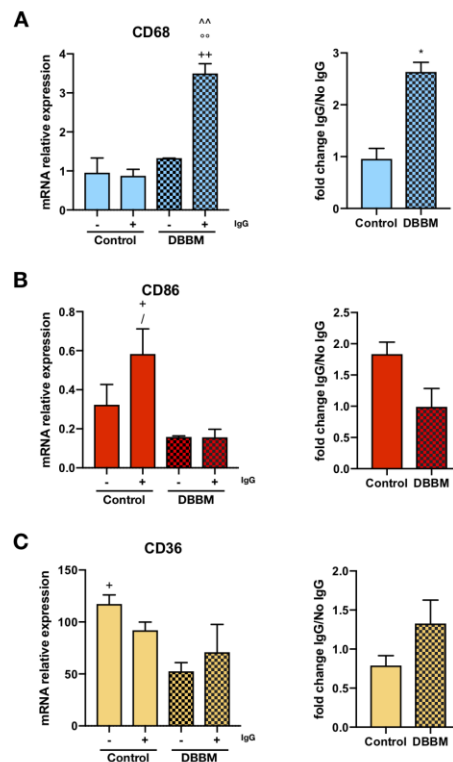 A
CD68
^^
°°
++
mRNA relative expression
4
3
2
1
0
- + - + IgG
Control DBBM
fold change IgG/No IgG
3
2
1
0
*
Control DBBM
B
CD86
+
/
mRNA relative expression
0.8
0.6
0.4
0.2
0.0
- + - + IgG
Control DBBM
fold change IgG/No IgG
2.5
2.0
1.5
1.0
0.5
0.0
Control DBBM
C
CD36
+
mRNA relative expression
150
100
50
0
- + - + IgG
Control DBBM
fold change IgG/No IgG
2.0
1.5
1.0
0.5
0.0
Control DBBM